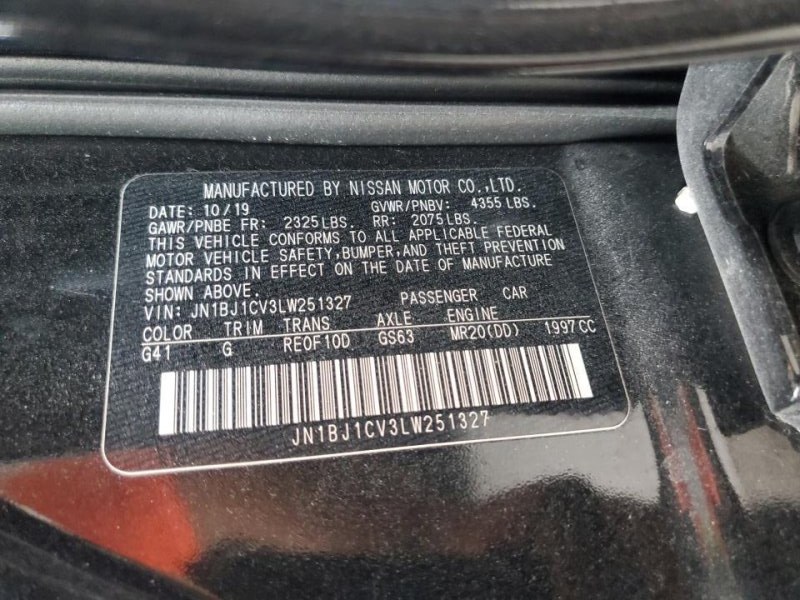 MANUFACTURED BY NISSAN MOTOR CO.,LTD.
DATE: 10/19 GVWR/PNBV: 4355 LBS.
GAWR/PNBE FR: 2325 LBS. RR: 2075 LBS.
THIS VEHICLE CONFORMS TO ALL APPLICABLE FEDERAL
MOTOR VEHICLE SAFETY, BUMPER, AND THEFT PREVENTION
STANDARDS IN EFFECT ON THE DATE OF MANUFACTURE
SHOWN ABOVE.
VIN: JN1BJ1CV3LW251327 PASSENGER CAR
COLOR TRIM TRANS AXLE ENGINE
G41 G RE0F10D GS63 MR20(DD) 1997 CC
JN1BJ1CV3LW251327